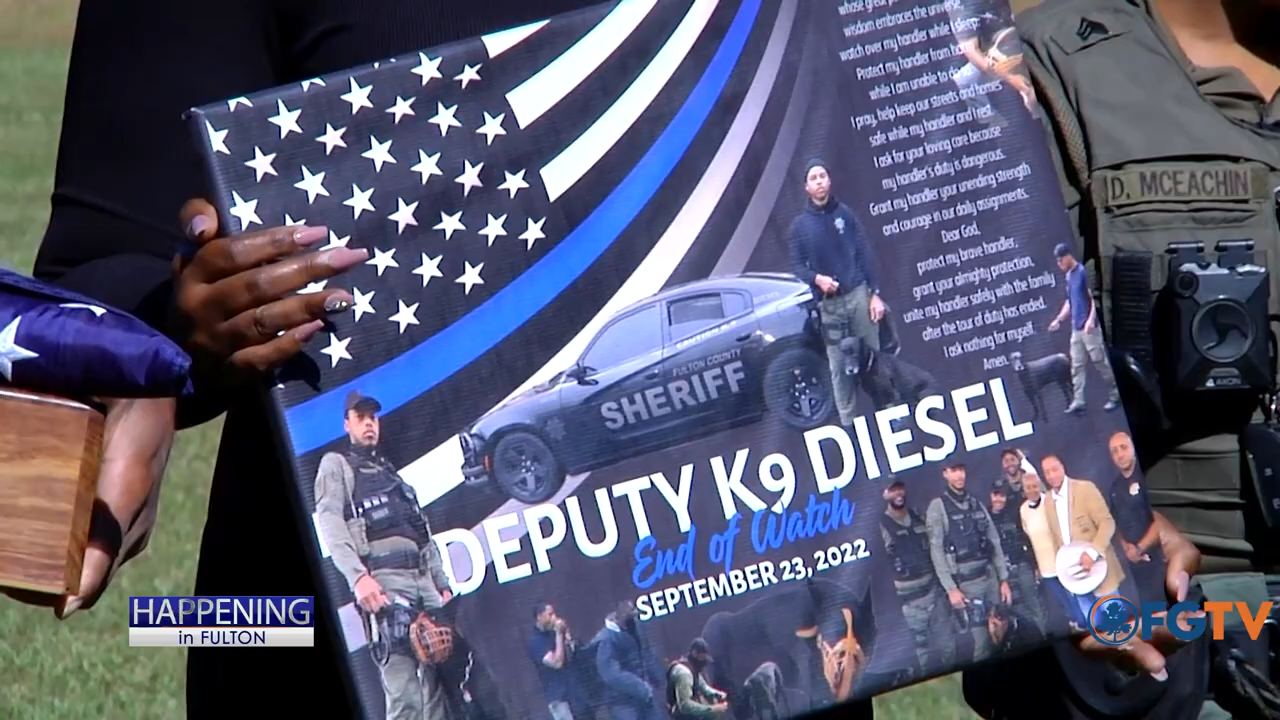 whose great
wisdom embraces the universe,
watch over my handler while I sleep.
Protect my handler from
while I am unable to
I pray, help keep our streets and homes
safe while my handler and I rest.
I ask for your loving care because
my handler's duty is dangerous.
Grant my handler your unending strength
and courage in our daily assignments.
Dear God,
protect my brave handler,
grant your almighty protection,
unite my handler safely with the family
after the tour of duty has ended.
I ask nothing for myself.
Amen.
D. MCEACHIN
FULTON COUNTY
SHERIFF
DEPUTY K9 DIESEL
End of Watch
SEPTEMBER 23, 2022
AXON
HAPPENING
in FULTON
FGTV